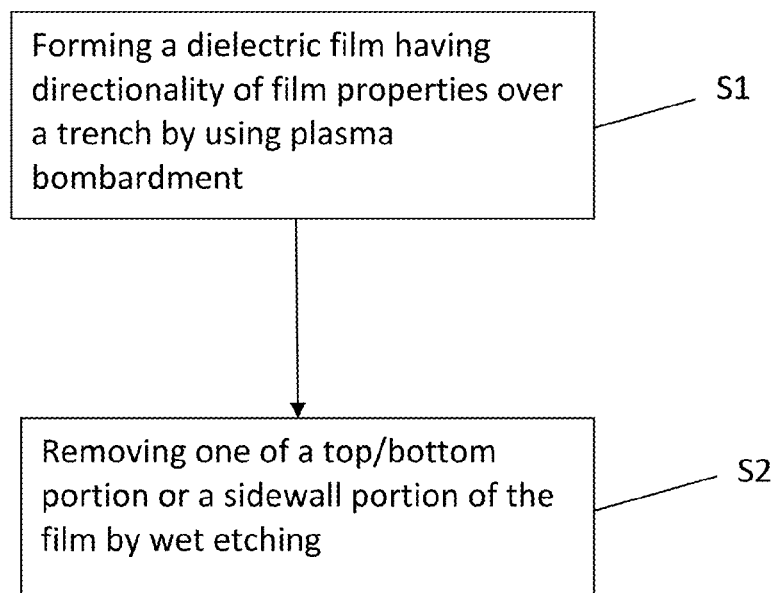 Forming a dielectric film having
directionality of film properties over
a trench by using plasma
bombardment
S1
Removing one of a top/bottom
portion or a sidewall portion of the
film by wet etching
S2